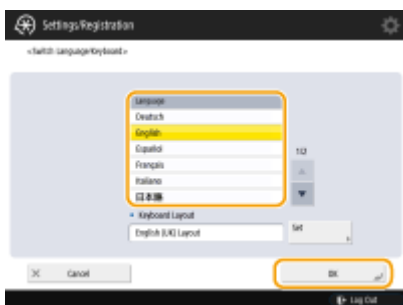 Settings/Registration
<Switch Language/Keyboard>
Language
Deutsch
English
Español
Français
Italiano
日本語
1/2
Keyboard Layout
English (UK) Layout
Set
Cancel
OK
Log Out